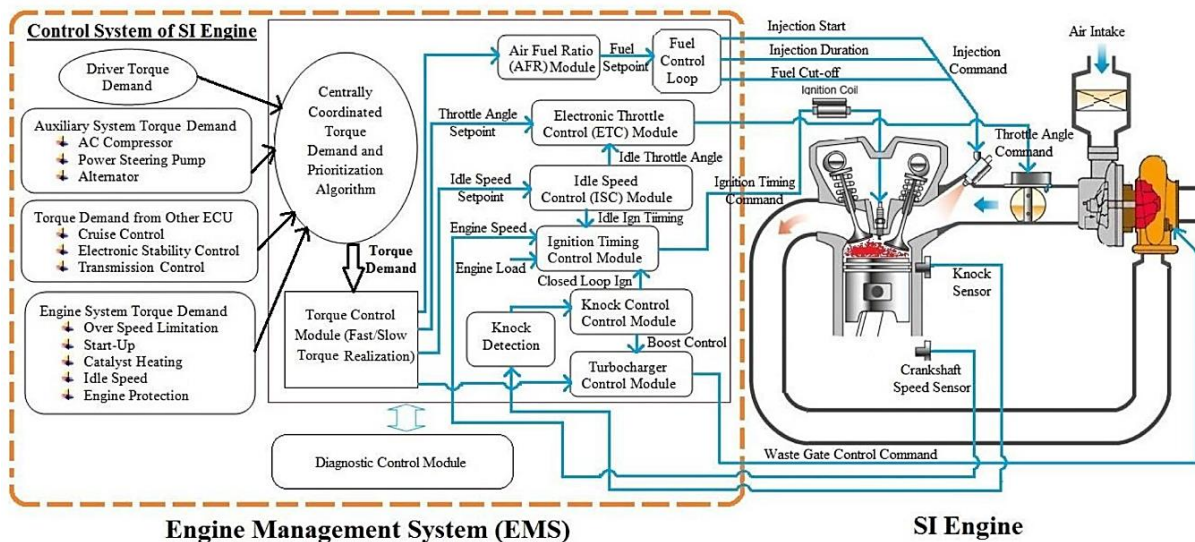 Control System of SI Engine
Driver Torque
Demand
Auxiliary System Torque Demand
AC Compressor
Power Steering Pump
Alternator
Torque Demand from Other ECU
Cruise Control
Electronic Stability Control
Transmission Control
Engine System Torque Demand
Over Speed Limitation
Start-Up
Catalyst Heating
Idle Speed
Engine Protection
Centrally
Coordinated
Torque
Demand and
Prioritization
Algorithm
Torque
Demand
Torque Control
Module (Fast/Slow
Torque Realization)
Diagnostic Control Module
Air Fuel Ratio
(AFR) Module
Fuel
Setpoint
Fuel
Control
Loop
Throttle Angle
Setpoint
Electronic Throttle
Control (ETC) Module
Idle Throttle Angle
Idle Speed
Setpoint
Idle Speed
Control (ISC) Module
Idle Ign Tiiming
Engine Speed
Engine Load
Ignition Timing
Control Module
Closed Loop Ign
Knock
Detection
Knock Control
Control Module
Boost Control
Turbocharger
Control Module
Injection Start
Injection Duration
Fuel Cut-off
Injection
Command
Ignition Coil
Ignition Timing
Command
Air Intake
Throttle Angle
Command
Knock
Sensor
Crankshaft
Speed Sensor
Waste Gate Control Command
Engine Management System (EMS)
SI Engine